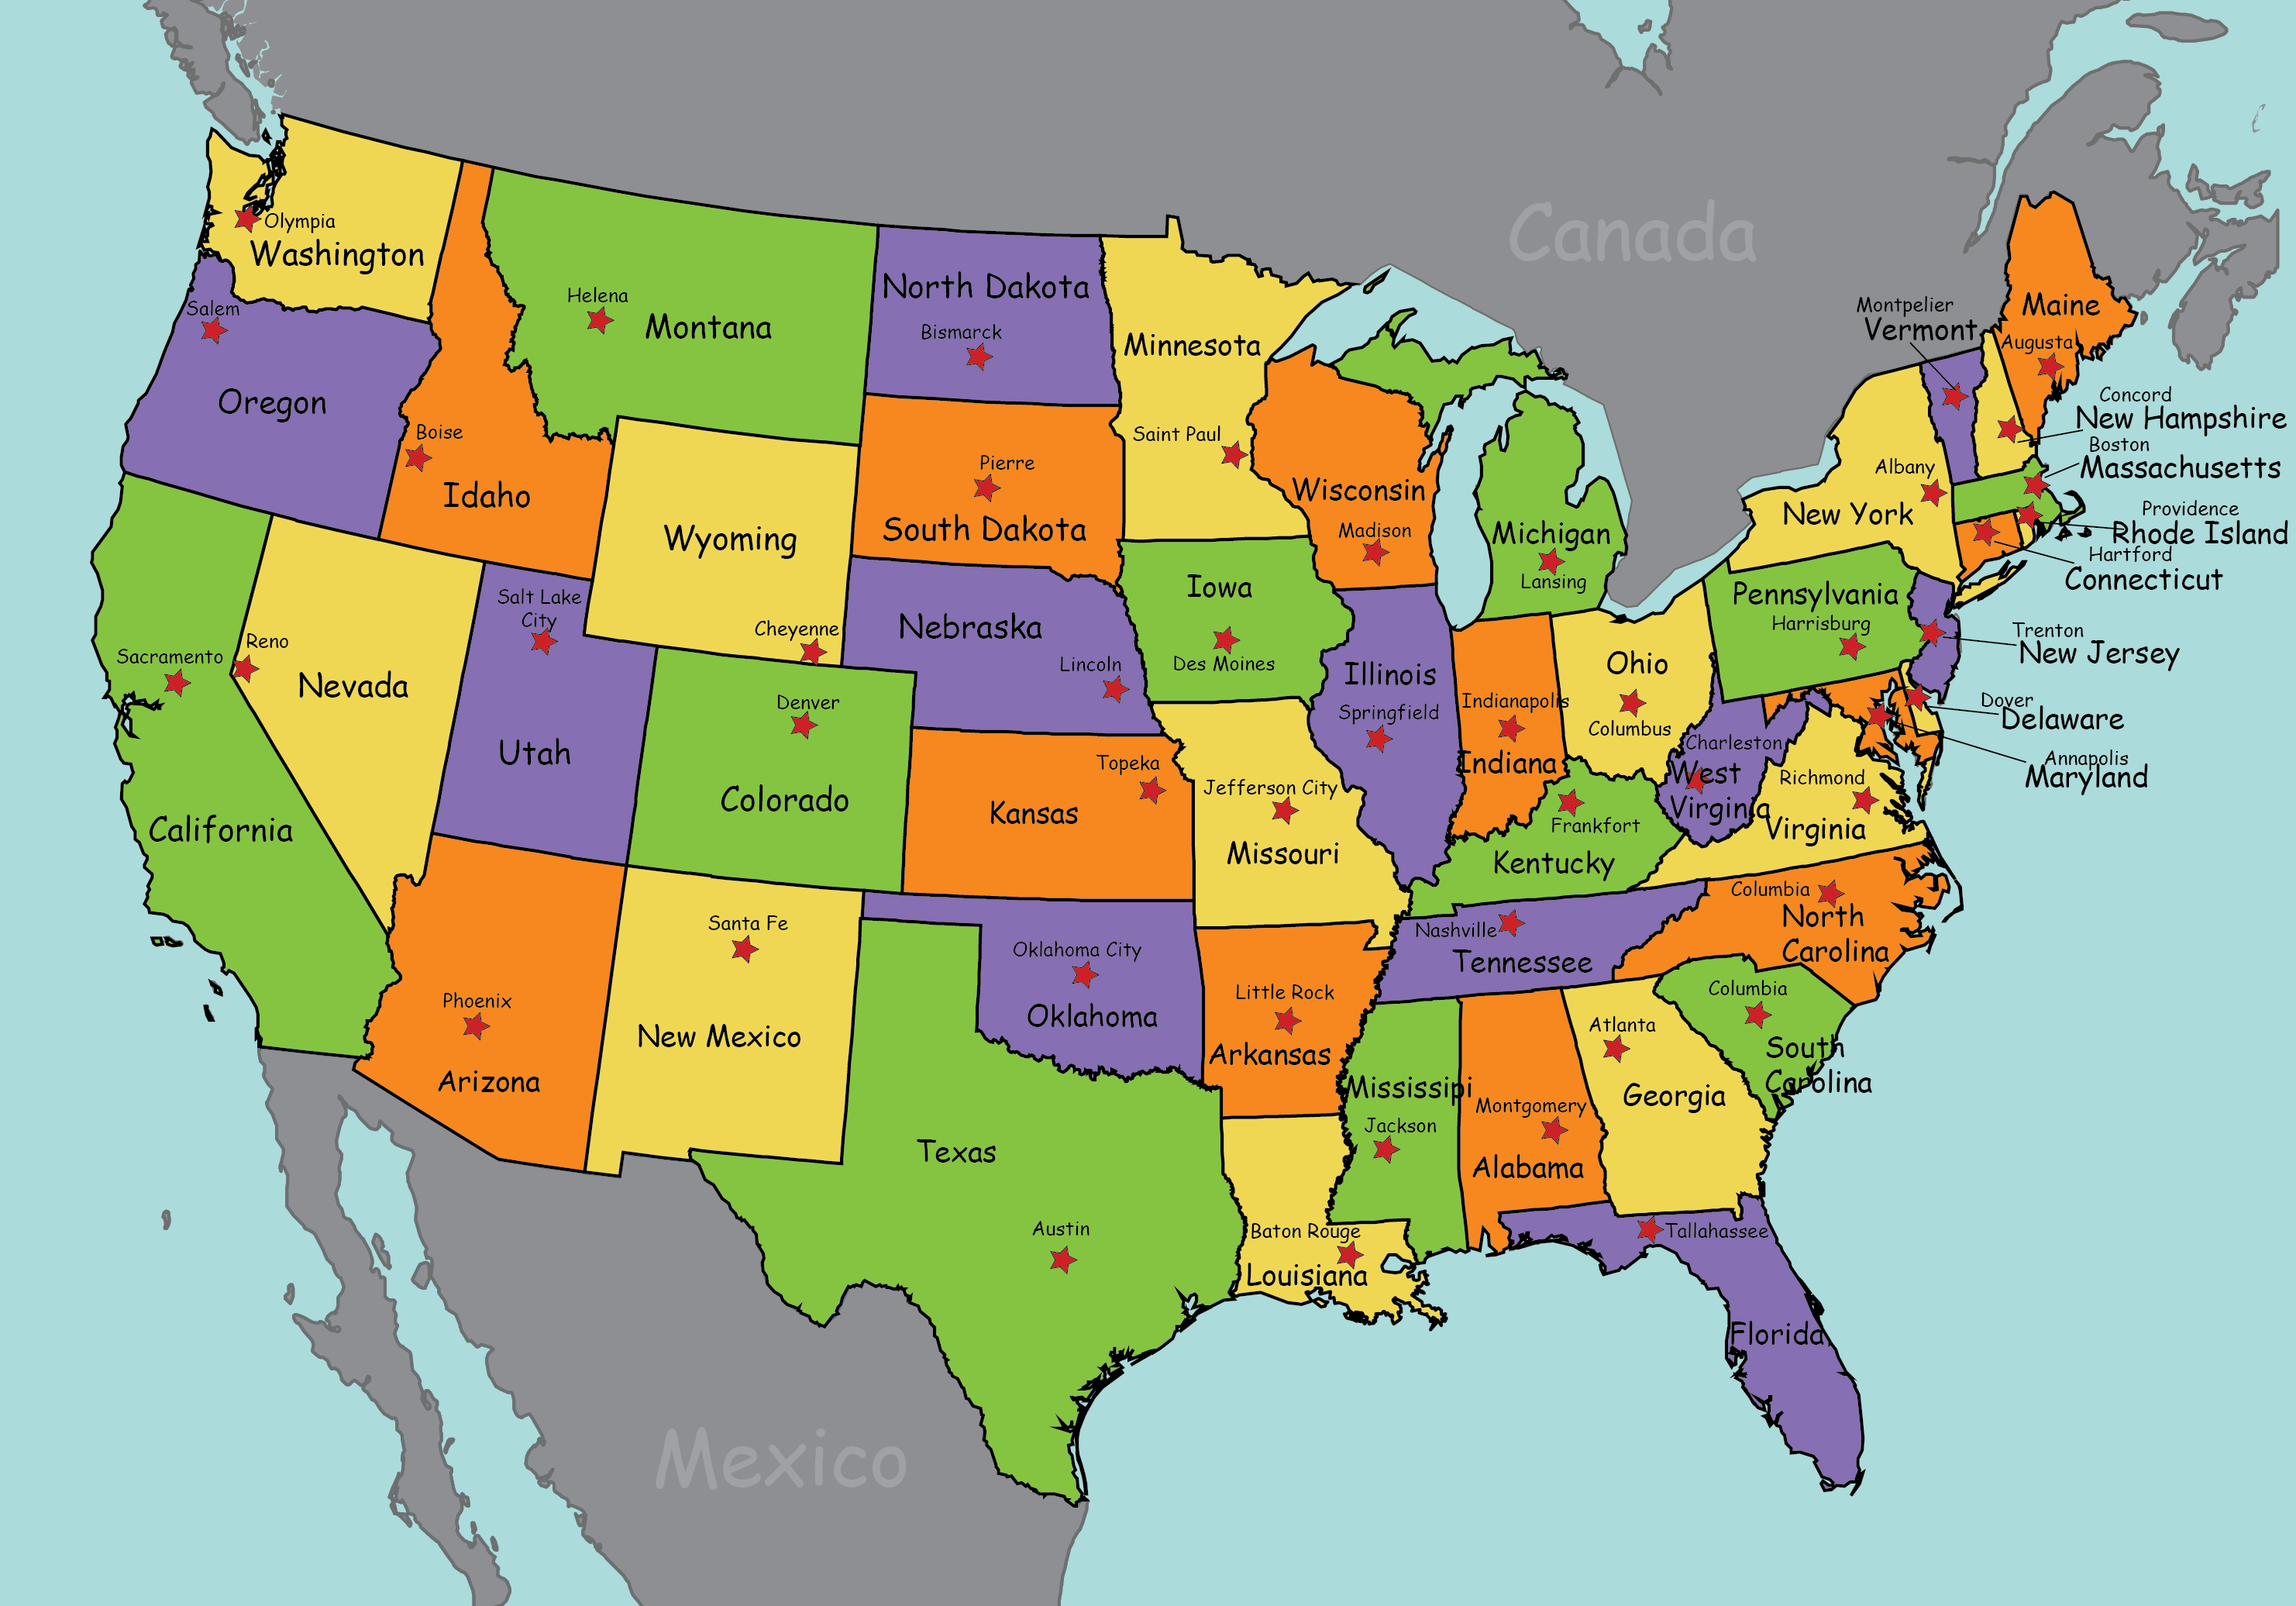 Canada
Olympia
Washington
Salem
Oregon
Helena
Montana
Boise
Idaho
North Dakota
Bismarck
Minnesota
Saint Paul
Pierre
South Dakota
Wyoming
Cheyenne
Wisconsin
Madison
Michigan
Lansing
Montpelier
Vermont
Maine
Augusta
Concord
New Hampshire
Boston
Massachusetts
Albany
New York
Providence
Rhode Island
Hartford
Connecticut
Pennsylvania
Harrisburg
Trenton
New Jersey
Dover
Delaware
Annapolis
Maryland
Sacramento
California
Reno
Nevada
Salt Lake
City
Utah
Denver
Colorado
Nebraska
Lincoln
Iowa
Des Moines
Illinois
Springfield
Indianapolis
Indiana
Ohio
Columbus
Charleston
West
Virginia
Richmond
Virginia
Topeka
Kansas
Jefferson City
Missouri
Frankfort
Kentucky
Columbia
North
Carolina
Nashville
Tennessee
Phoenix
Arizona
Santa Fe
New Mexico
Oklahoma City
Oklahoma
Little Rock
Arkansas
Columbia
South
Carolina
Atlanta
Georgia
Mississipi
Jackson
Montgomery
Alabama
Texas
Austin
Baton Rouge
Louisiana
Tallahassee
Florida
Mexico